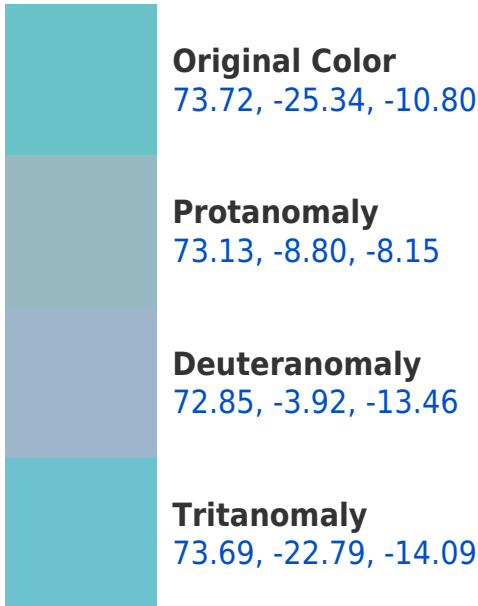 Original Color
73.72, -25.34, -10.80
Protanomaly
73.13, -8.80, -8.15
Deuteranomaly
72.85, -3.92, -13.46
Tritanomaly
73.69, -22.79, -14.09